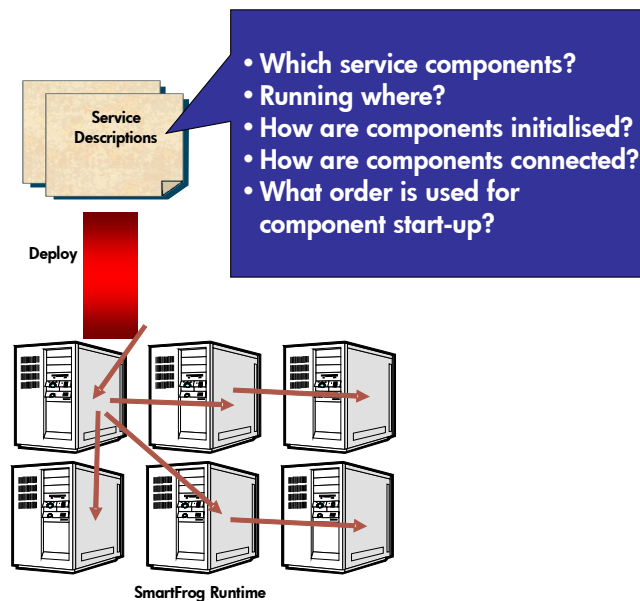 • Which service components?
• Running where?
• How are components initialised?
• How are components connected?
• What order is used for
component start-up?
Service
Descriptions
Deploy
SmartFrog Runtime